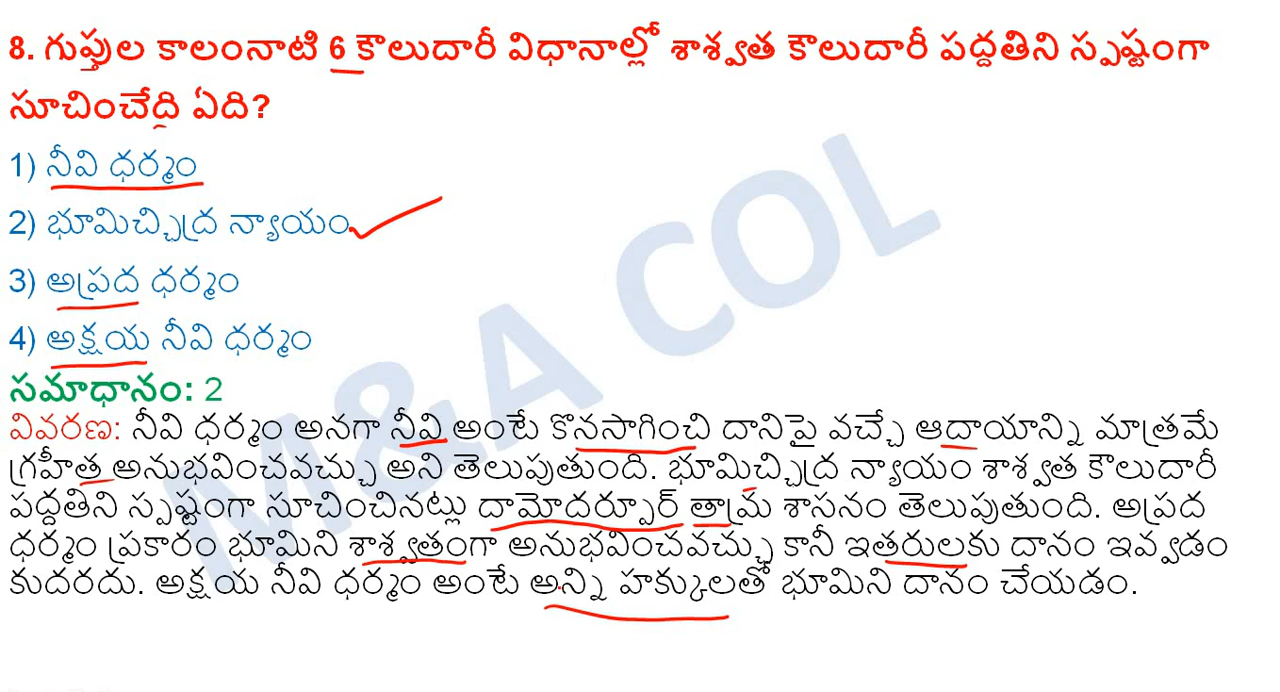 8. గుప్తుల కాలంనాటి 6 కౌలుదారీ విధానాల్లో శాశ్వత కౌలుదారీ పద్దతిని స్పష్టంగా
సూచించేద్ది ఏది?
1) నీవి ధర్మం
2) భూమిచ్ఛిద్ర న్యాయం
3) అప్రద ధర్మం
4) అక్షయ నీవి ధర్మం
సమాధానం: 2
వివరణ: నీవి ధర్మం అనగా నీవి అంటే కొనసాగించి దానిపై వచ్చే ఆదాయాన్ని మాత్రమే
గ్రహీత అనుభవించవచ్చు అని తెలుపుతుంది. భూమిచ్ఛిద్ర న్యాయం శాశ్వత కౌలుదారీ
పద్దతిని స్పష్టంగా సూచించినట్లు దామోదర్పూర్ తామ్ర శాసనం తెలుపుతుంది. అప్రద
ధర్మం ప్రకారం భూమిని శాశ్వతంగా అనుభవించవచ్చు కానీ ఇతరులకు దానం ఇవ్వడం
కుదరదు. అక్షయ నీవి ధర్మం అంటే అన్ని హక్కులతో భూమిని దానం చేయడం.
M&A COL